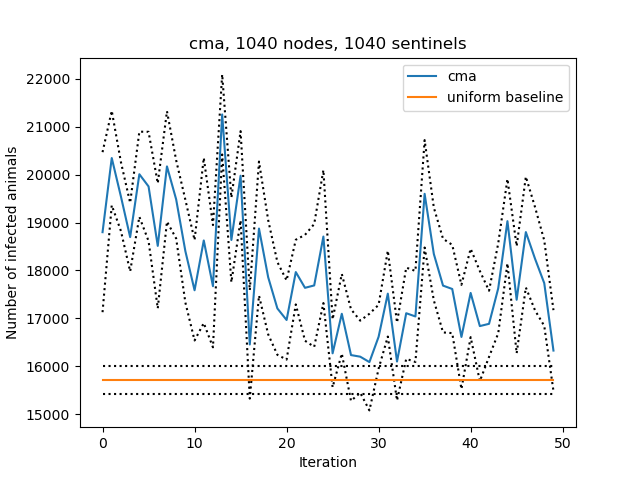 cma, 1040 nodes, 1040 sentinels
cma
uniform baseline
Number of infected animals
22000
21000
20000
19000
18000
17000
16000
15000
0 10 20 30 40 50
Iteration